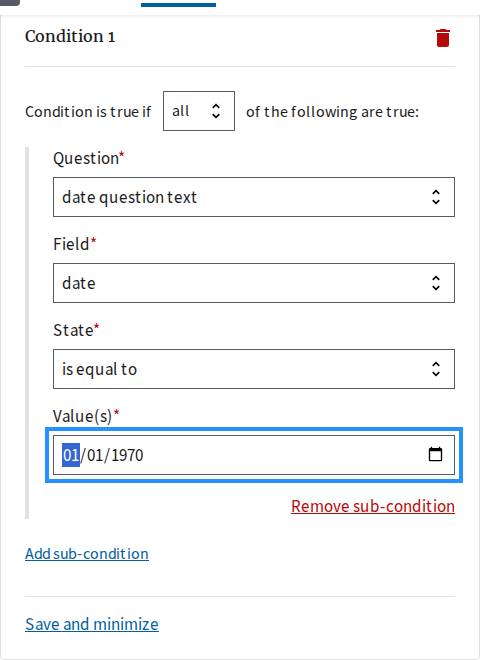 Condition 1
Condition is true if all of the following are true:
Question*
date question text
Field*
date
State*
is equal to
Value(s)*
01/01/1970
Remove sub-condition
Add sub-condition
Save and minimize